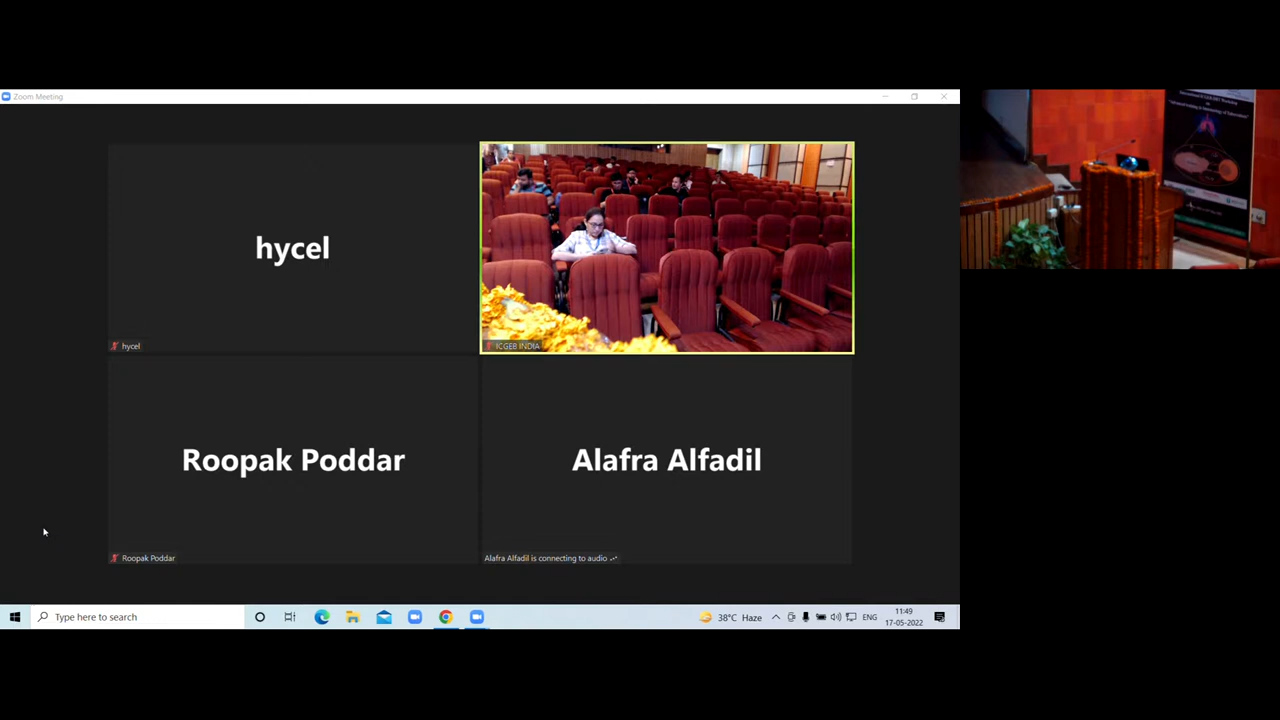 Zoom Meeting
hycel
hycel
ICGEB INDIA
Roopak Poddar
Roopak Poddar
Alafra Alfadil
Alafra Alfadil is connecting to audio
Type here to search
38°C Haze
ENG
11:49
17-05-2022